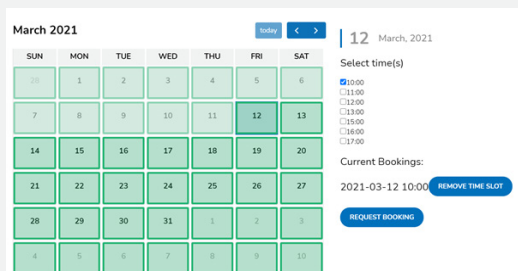 March 2021
today
< >
SUN MON TUE WED THU FRI SAT
28 1 2 3 4 5 6
7 8 9 10 11 12 13
14 15 16 17 18 19 20
21 22 23 24 25 26 27
28 29 30 31 1 2 3
4 5 6 7 8 9 10
12 March, 2021
Select time(s)
10:00
11:00
12:00
13:00
15:00
16:00
17:00
Current Bookings:
2021-03-12 10:00 REMOVE TIME SLOT
REQUEST BOOKING